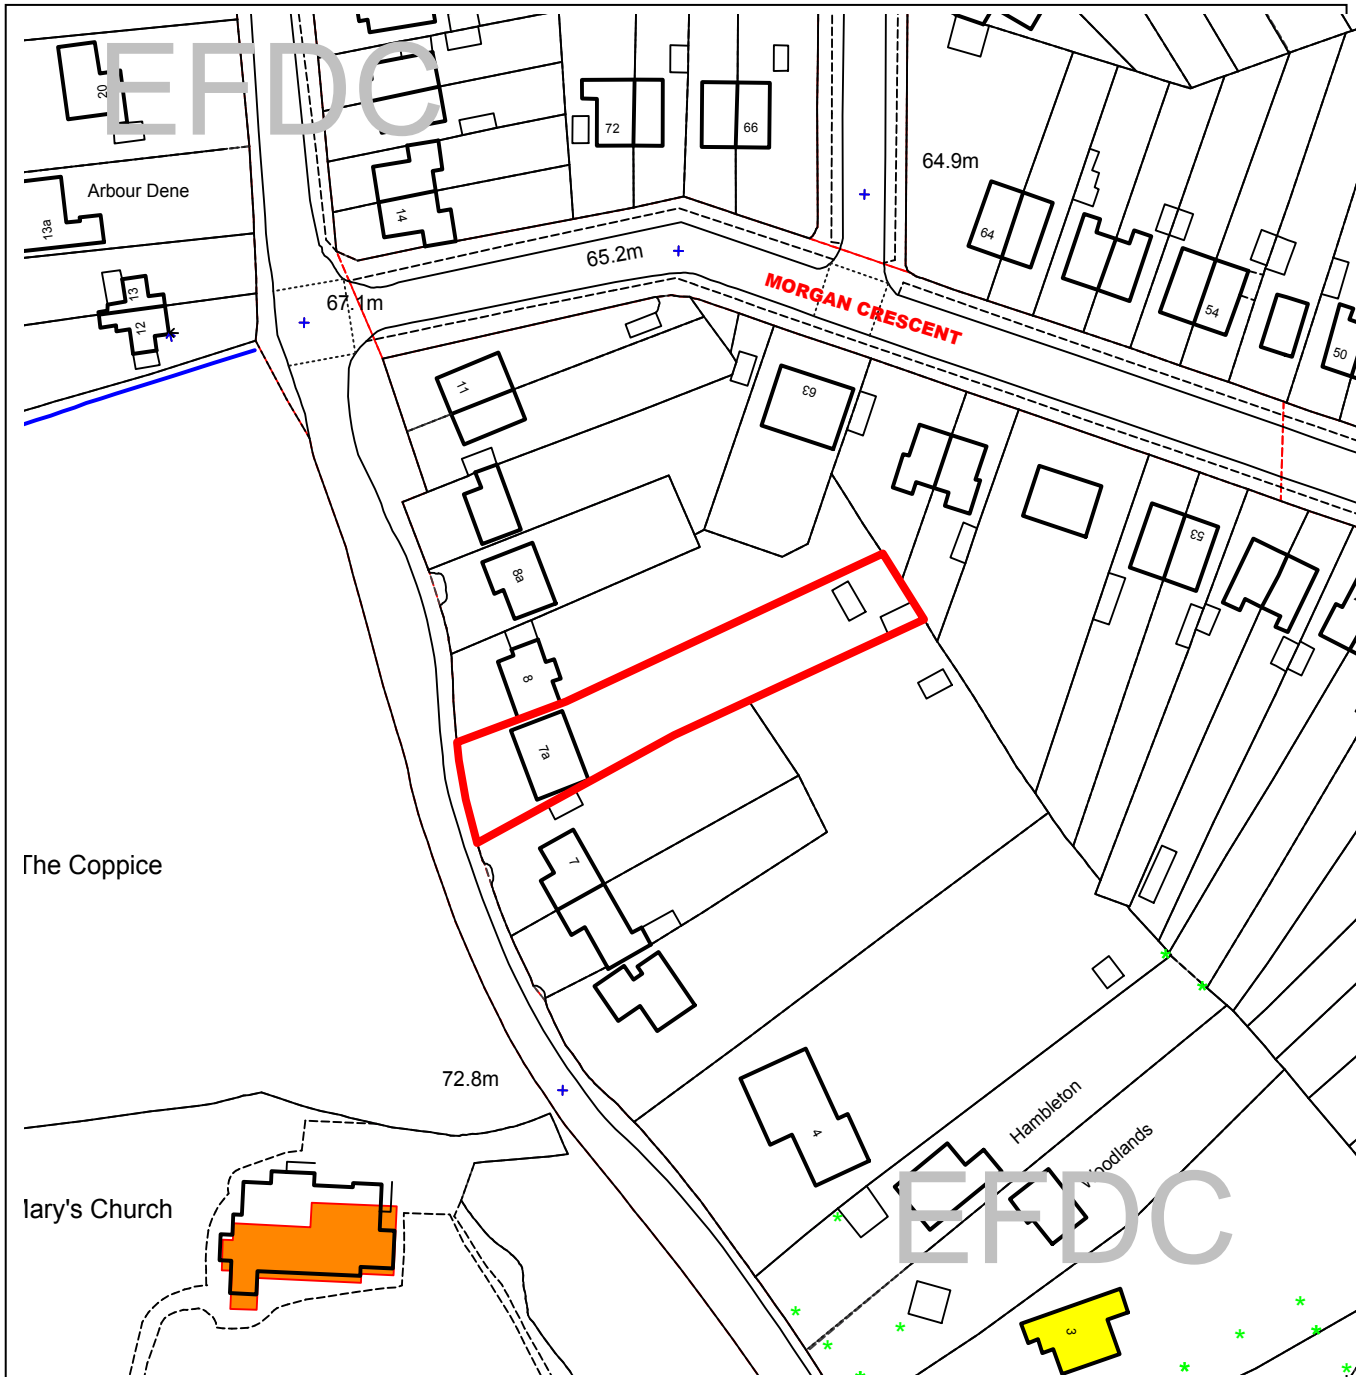 EFDC
20
72
66
64.9m
Arbour Dene
13a
14
64
65.2m
MORGAN CRESCENT
67.1m
13
12
54
50
11
63
53
8a
8
7a
7
The Coppice
72.8m
4
Hambleton
Woodlands
Mary's Church
EFDC
3